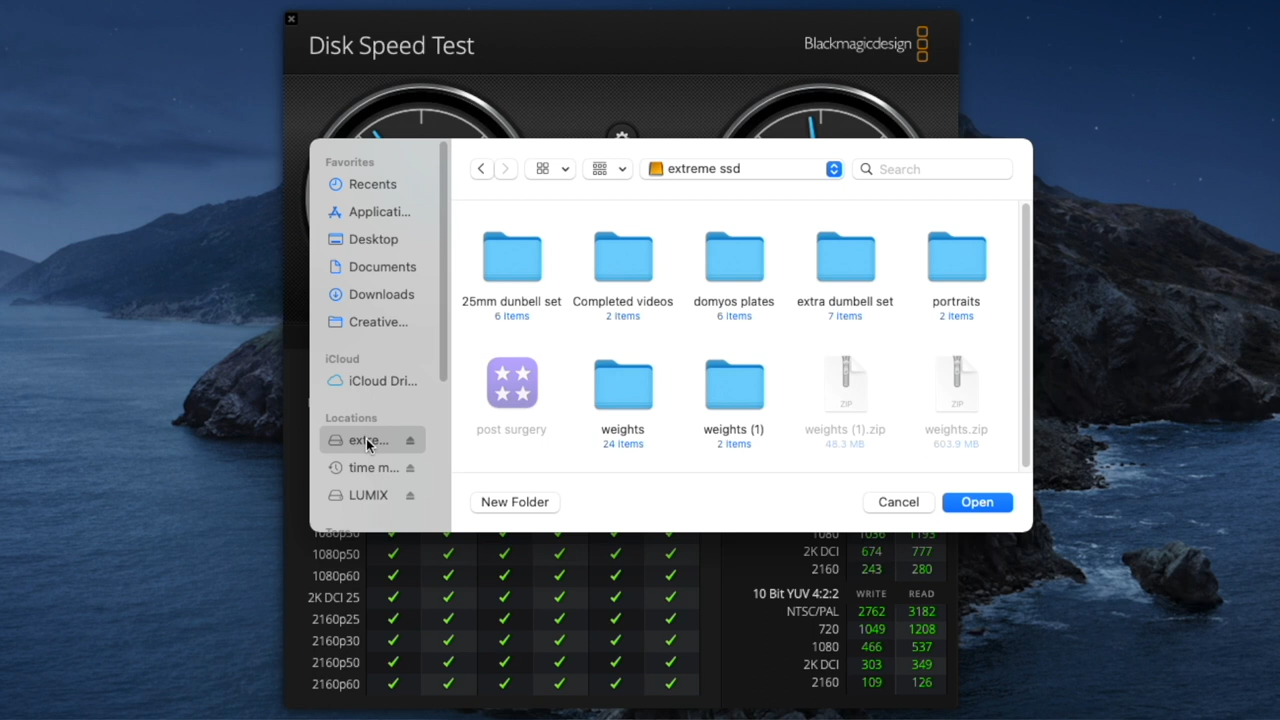 Disk Speed Test
Blackmagicdesign
Favorites
Recents
Applicati...
Desktop
Documents
Downloads
Creative...
iCloud
iCloud Dri...
Locations
extre...
time m...
LUMIX
Tags
extreme ssd
Search
25mm dunbell set
6 items
Completed videos
2 items
domyos plates
6 items
extra dumbell set
7 items
portraits
2 items
post surgery
weights
24 items
weights (1)
2 items
ZIP
weights (1).zip
48.3 MB
ZIP
weights.zip
603.9 MB
New Folder
Cancel
Open
1080p30
1080p50
1080p60
2K DCI 25
2160p25
2160p30
2160p50
2160p60
1080 1036 1193
2K DCI 674 777
2160 243 280
10 Bit YUV 4:2:2 WRITE READ
NTSC/PAL 2762 3182
720 1049 1208
1080 466 537
2K DCI 303 349
2160 109 126